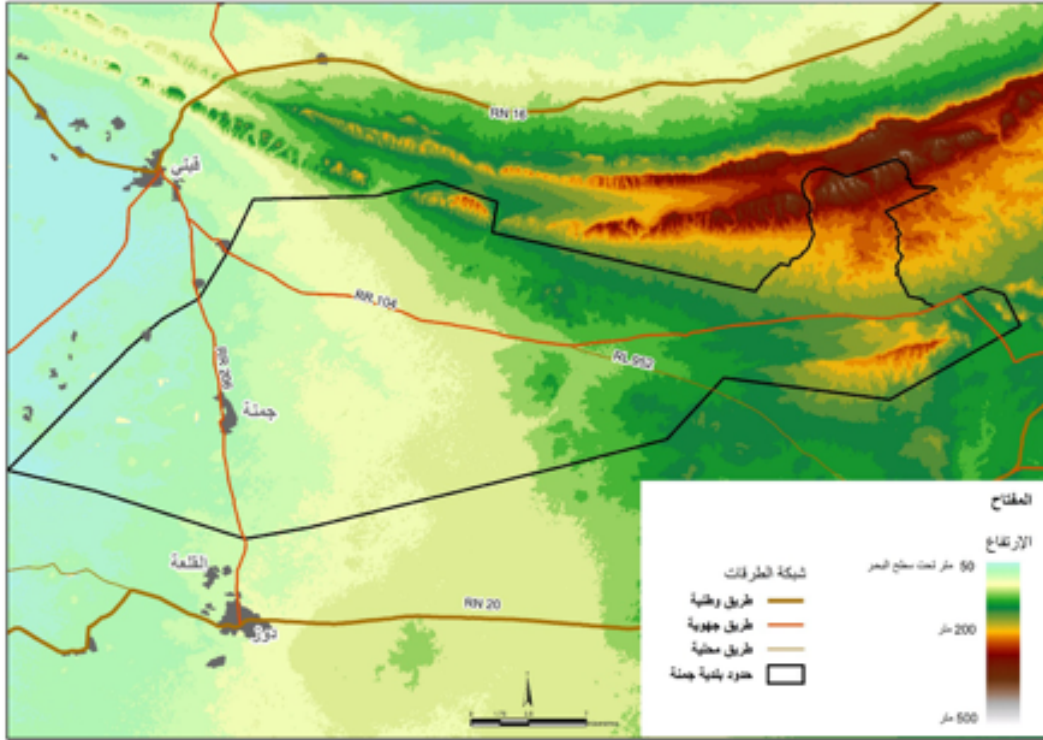 RN 16
قبلي
RR 104
RL 952
RR 206
جمنة
القلعة
دوز
RN 20
المفتاح
الإرتفاع
50 متر تحت سطح البحر
200 متر
500 متر
شبكة الطرقات
طريق وطنية
طريق جهوية
طريق محلية
حدود بلدية جمنة